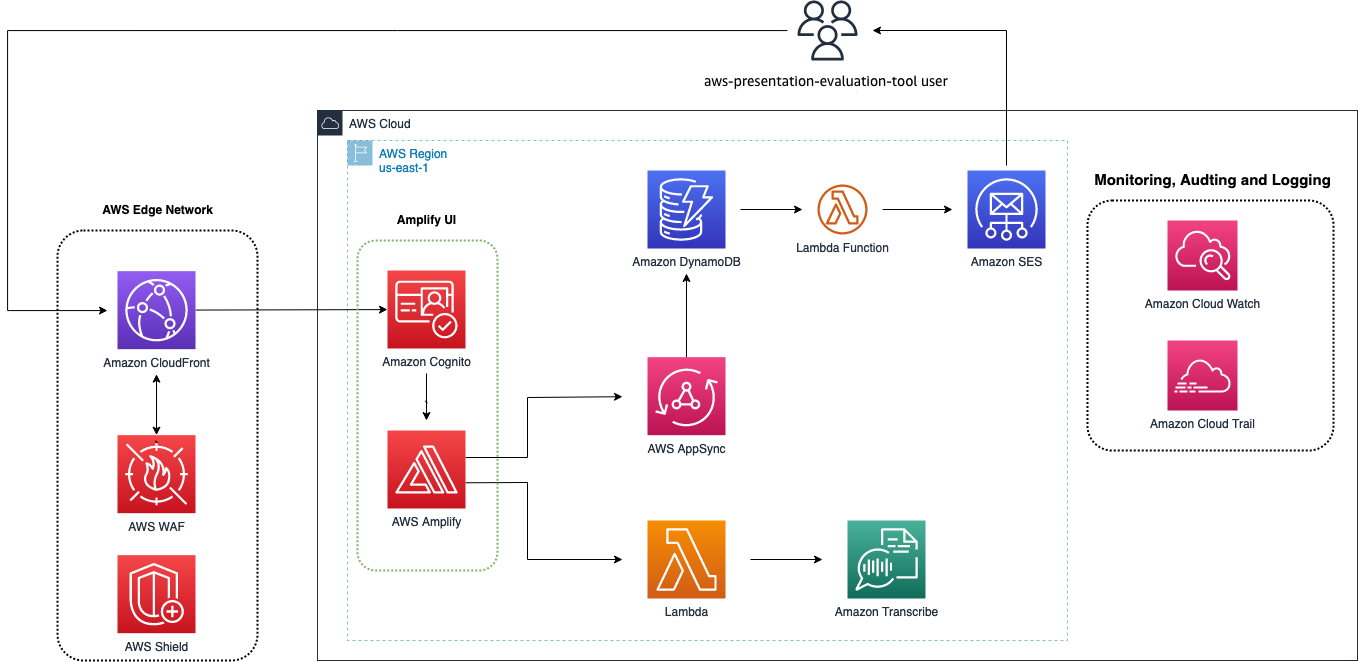 aws-presentation-evaluation-tool user
AWS Cloud
AWS Region
us-east-1
Monitoring, Audting and Logging
AWS Edge Network
Amplify UI
Lambda Function
Amazon DynamoDB
Amazon SES
Amazon Cloud Watch
Amazon CloudFront
Amazon Cognito
Amazon Cloud Trail
AWS AppSync
AWS WAF
AWS Amplify
Lambda
Amazon Transcribe
AWS Shield